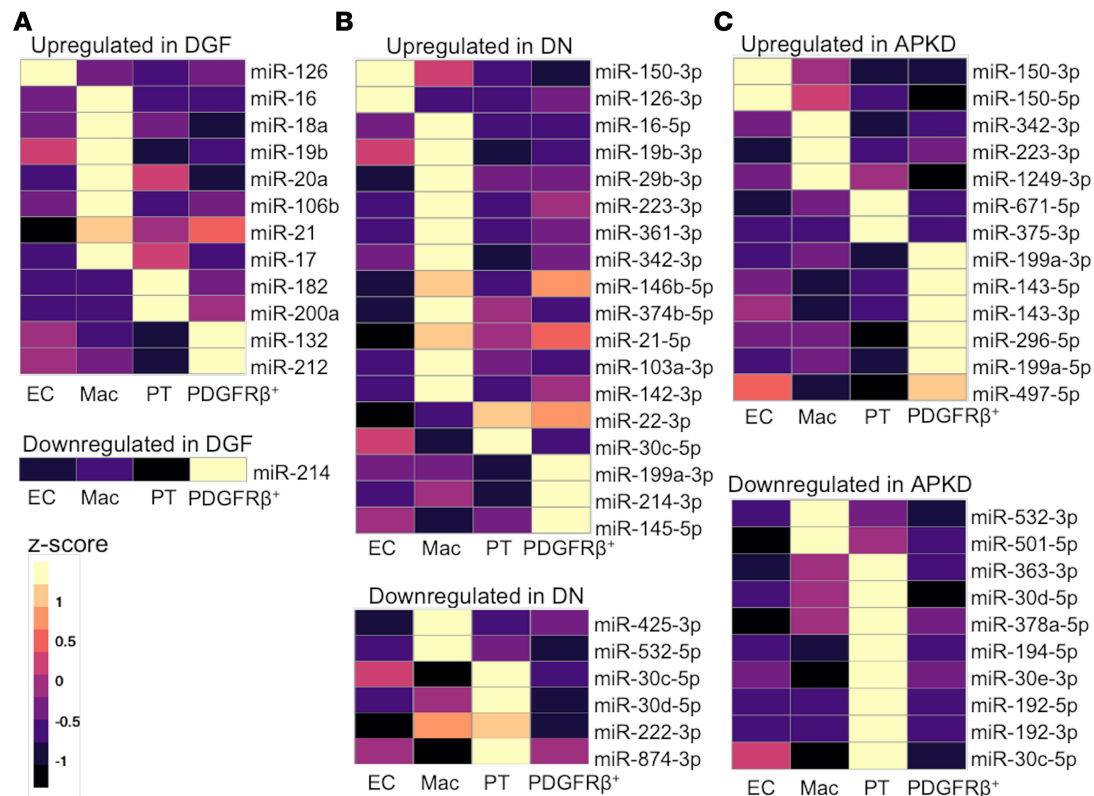 A
Upregulated in DGF
miR-126
miR-16
miR-18a
miR-19b
miR-20a
miR-106b
miR-21
miR-17
miR-182
miR-200a
miR-132
miR-212
EC Mac PT PDGFRβ+
Downregulated in DGF
miR-214
EC Mac PT PDGFRβ+
z-score
1
0.5
0
-0.5
-1
B
Upregulated in DN
miR-150-3p
miR-126-3p
miR-16-5p
miR-19b-3p
miR-29b-3p
miR-223-3p
miR-361-3p
miR-342-3p
miR-146b-5p
miR-374b-5p
miR-21-5p
miR-103a-3p
miR-142-3p
miR-22-3p
miR-30c-5p
miR-199a-3p
miR-214-3p
miR-145-5p
EC Mac PT PDGFRβ+
Downregulated in DN
miR-425-3p
miR-532-5p
miR-30c-5p
miR-30d-5p
miR-222-3p
miR-874-3p
EC Mac PT PDGFRβ+
C
Upregulated in APKD
miR-150-3p
miR-150-5p
miR-342-3p
miR-223-3p
miR-1249-3p
miR-671-5p
miR-375-3p
miR-199a-3p
miR-143-5p
miR-143-3p
miR-296-5p
miR-199a-5p
miR-497-5p
EC Mac PT PDGFRβ+
Downregulated in APKD
miR-532-3p
miR-501-5p
miR-363-3p
miR-30d-5p
miR-378a-5p
miR-194-5p
miR-30e-3p
miR-192-5p
miR-192-3p
miR-30c-5p
EC Mac PT PDGFRβ+